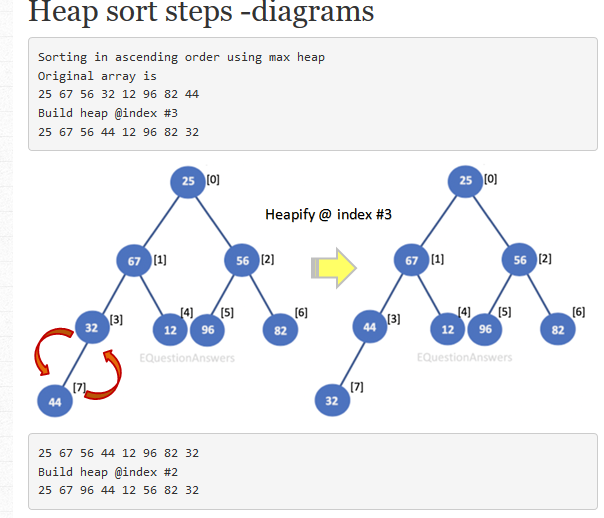 Heap sort steps -diagrams
Sorting in ascending order using max heap
Original array is
25 67 56 32 12 96 82 44
Build heap @index #3
25 67 56 44 12 96 82 32
25 [0]
Heapify @ index #3
67 [1]
56 [2]
32 [3]
12 [4]
96 [5]
82 [6]
EQuestionAnswers
44 [7]
25 [0]
67 [1]
56 [2]
44 [3]
12 [4]
96 [5]
82 [6]
EQuestionAnswers
32 [7]
25 67 56 44 12 96 82 32
Build heap @index #2
25 67 96 44 12 56 82 32